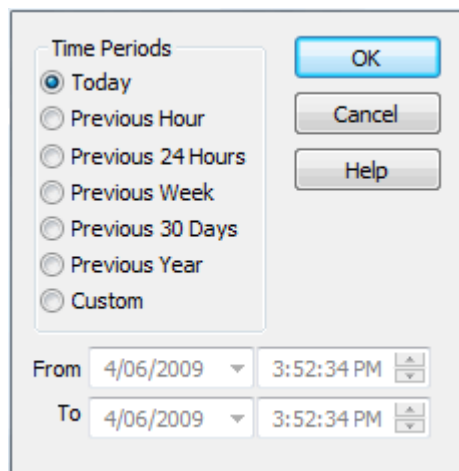 Time Periods
Today
Previous Hour
Previous 24 Hours
Previous Week
Previous 30 Days
Previous Year
Custom
OK
Cancel
Help
From 4/06/2009 3:52:34 PM
To 4/06/2009 3:52:34 PM